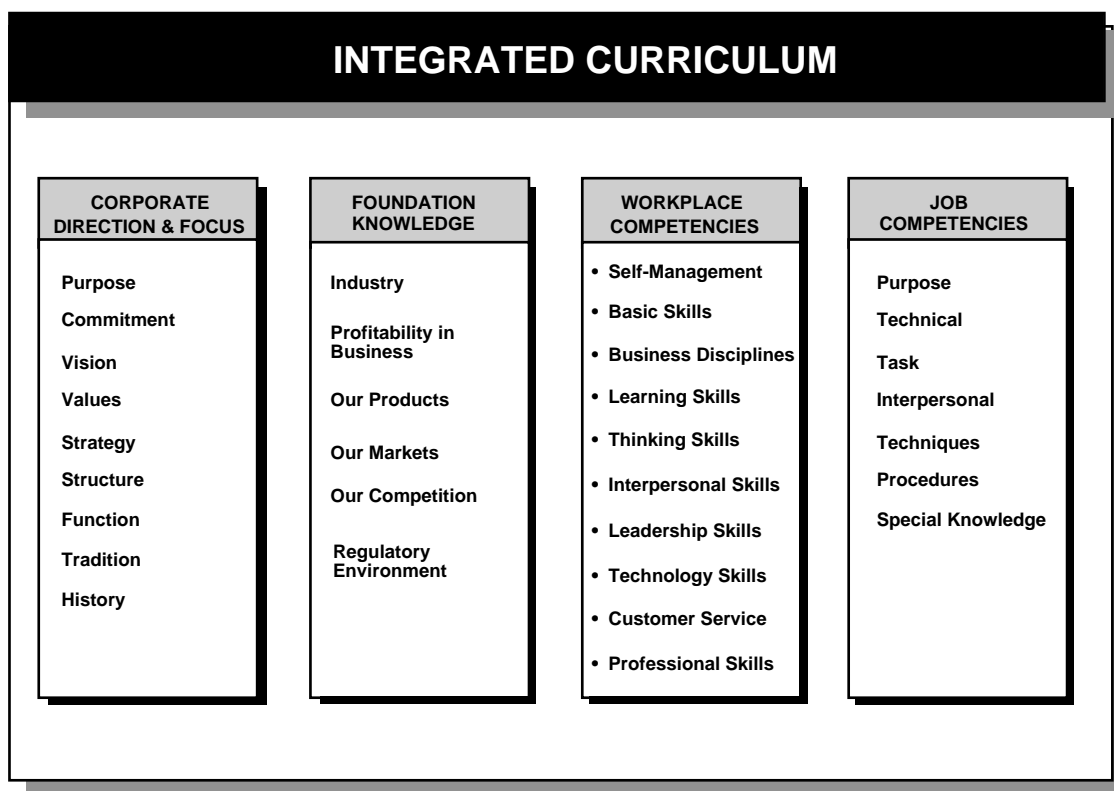 INTEGRATED CURRICULUM
CORPORATE
DIRECTION & FOCUS
Purpose
Commitment
Vision
Values
Strategy
Structure
Function
Tradition
History
FOUNDATION
KNOWLEDGE
Industry
Profitability in
Business
Our Products
Our Markets
Our Competition
Regulatory
Environment
WORKPLACE
COMPETENCIES
• Self-Management
• Basic Skills
• Business Disciplines
• Learning Skills
• Thinking Skills
• Interpersonal Skills
• Leadership Skills
• Technology Skills
• Customer Service
• Professional Skills
JOB
COMPETENCIES
Purpose
Technical
Task
Interpersonal
Techniques
Procedures
Special Knowledge